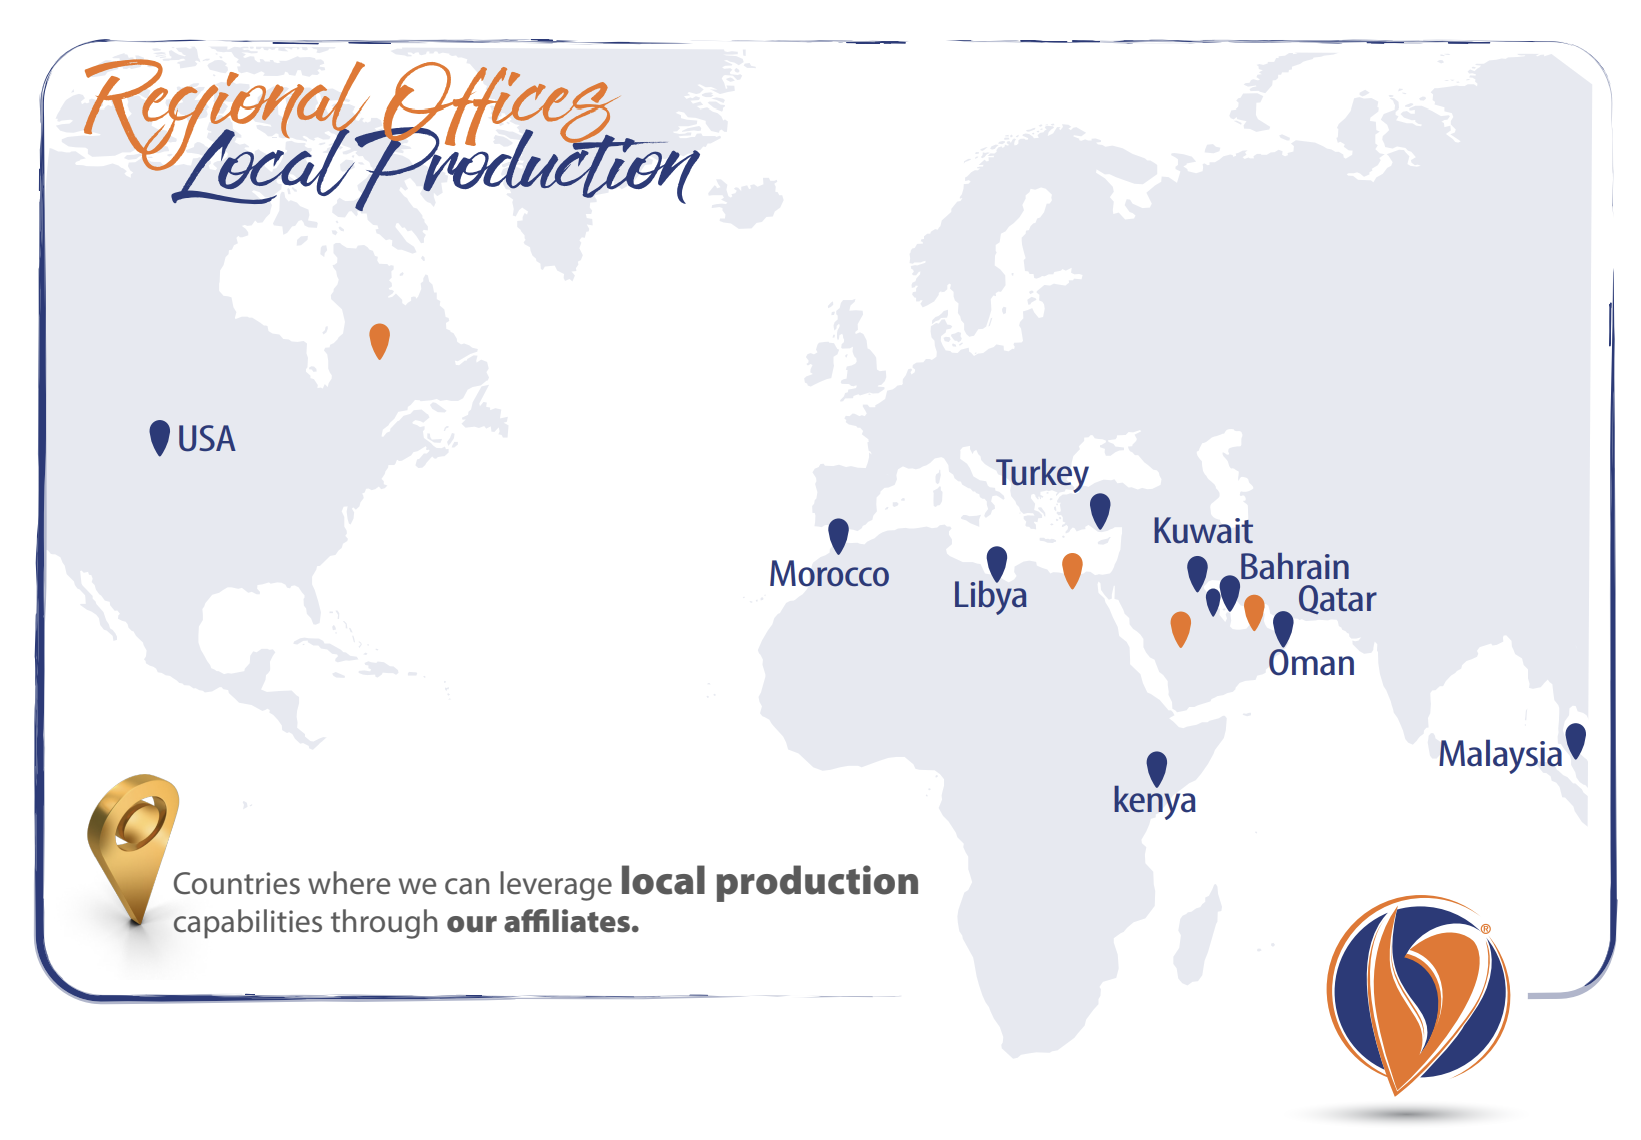 Regional Offices
Local Production
USA
Turkey
Kuwait
Bahrain
Morocco
Libya
Qatar
Oman
Malaysia
kenya
Countries where we can leverage local production
capabilities through our affiliates.
®